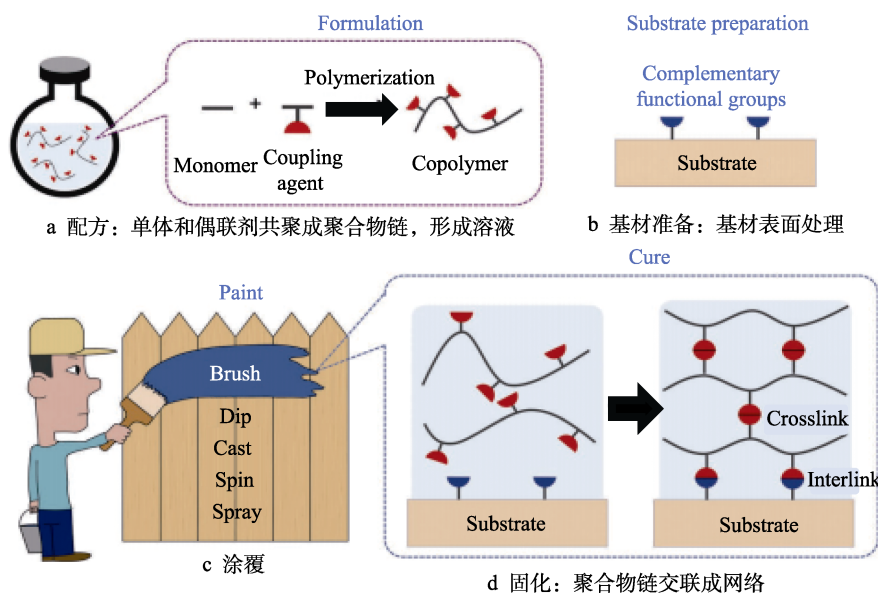 Formulation
Polymerization
+
Monomer
Coupling
agent
Copolymer
a 配方：单体和偶联剂共聚成聚合物链，形成溶液
Substrate preparation
Complementary
functional groups
Substrate
b 基材准备：基材表面处理
Paint
Brush
Dip
Cast
Spin
Spray
c 涂覆
Cure
Substrate
Crosslink
Interlink
Substrate
d 固化：聚合物链交联成网络